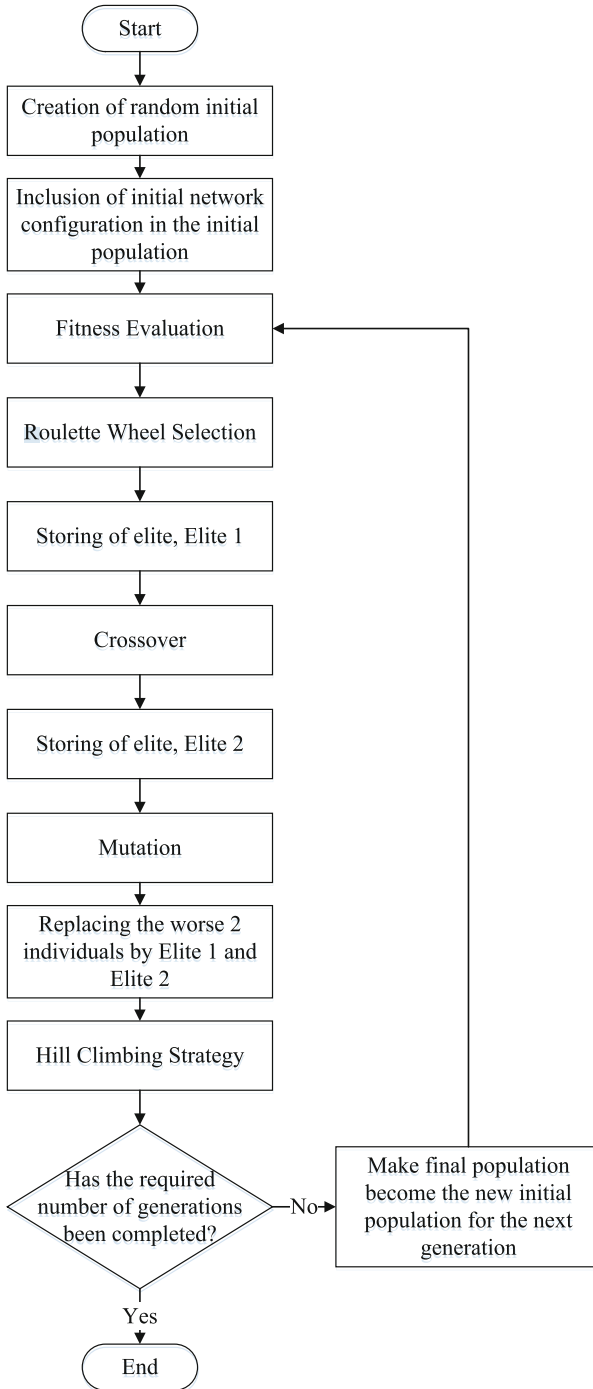 Start
Creation of random initial
population
Inclusion of initial network
configuration in the initial
population
Fitness Evaluation
Roulette Wheel Selection
Storing of elite, Elite 1
Crossover
Storing of elite, Elite 2
Mutation
Replacing the worse 2
individuals by Elite 1 and
Elite 2
Hill Climbing Strategy
Has the required
number of generations
been completed?
No
Make final population
become the new initial
population for the next
generation
Yes
End